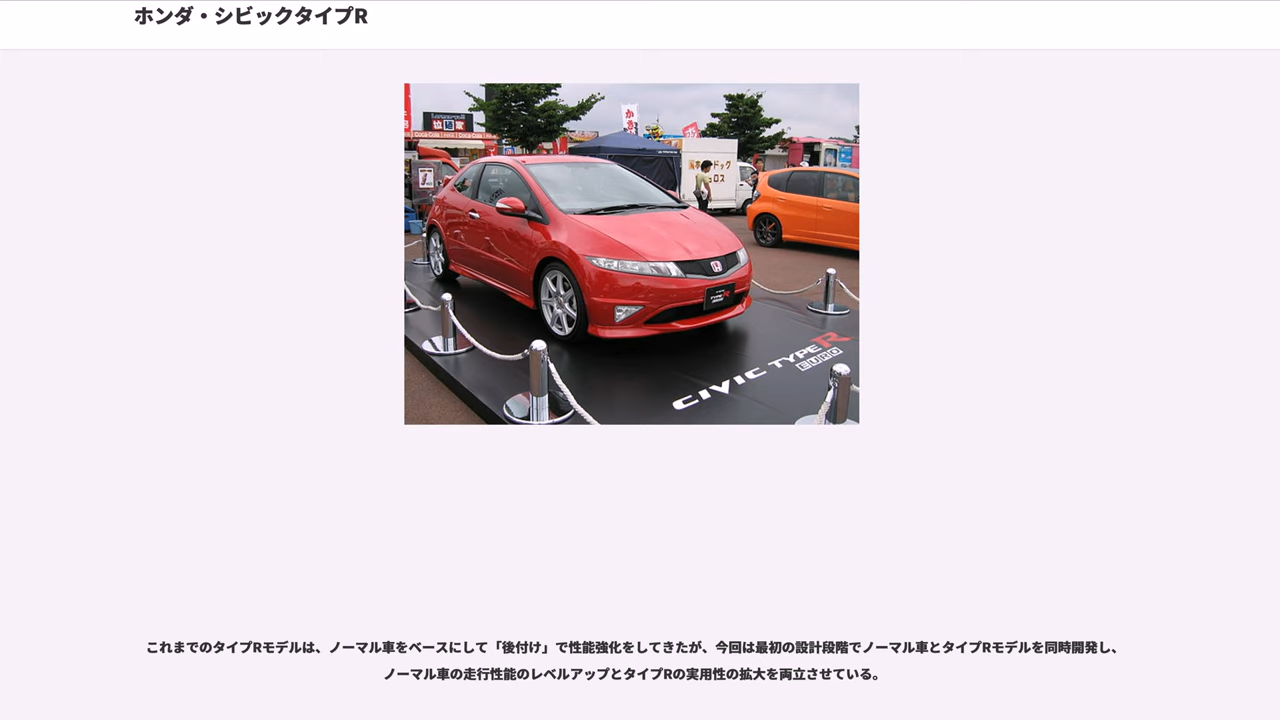 ホンダ・シビックタイプR
Coca-Cola
CIVIC TYPE R
EURO
これまでのタイプRモデルは、ノーマル車をベースにして「後付け」で性能強化をしてきたが、今回は最初の設計段階でノーマル車とタイプRモデルを同時開発し、
ノーマル車の走行性能のレベルアップとタイプRの実用性の拡大を両立させている。